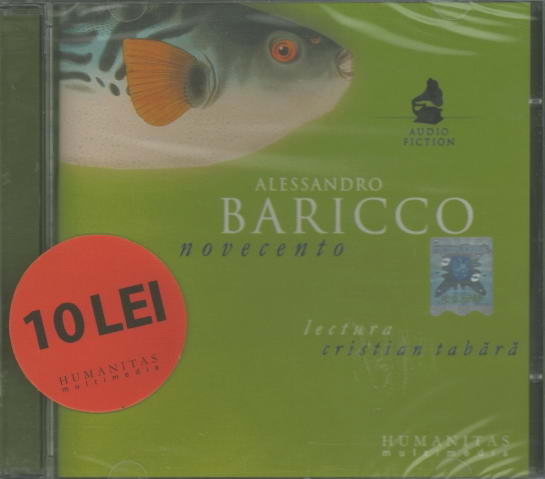 AUDIO
FICTION
ALESSANDRO
BARICCO
novecento
10 LEI
HUMANITAS
multimedia
lectura
cristian tabără
HUMANITAS
multimedia